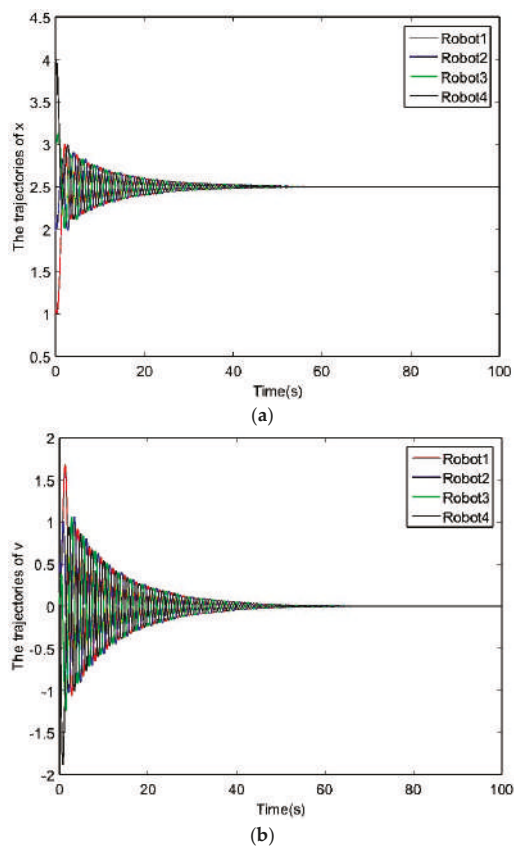 4.5
4
3.5
3
2.5
2
1.5
1
0.5
The trajectories of x
Robot1
Robot2
Robot3
Robot4
0 20 40 60 80 100
Time(s)
(a)
2
1.5
1
0.5
0
-0.5
-1
-1.5
-2
The trajectories of v
Robot1
Robot2
Robot3
Robot4
0 20 40 60 80 100
Time(s)
(b)